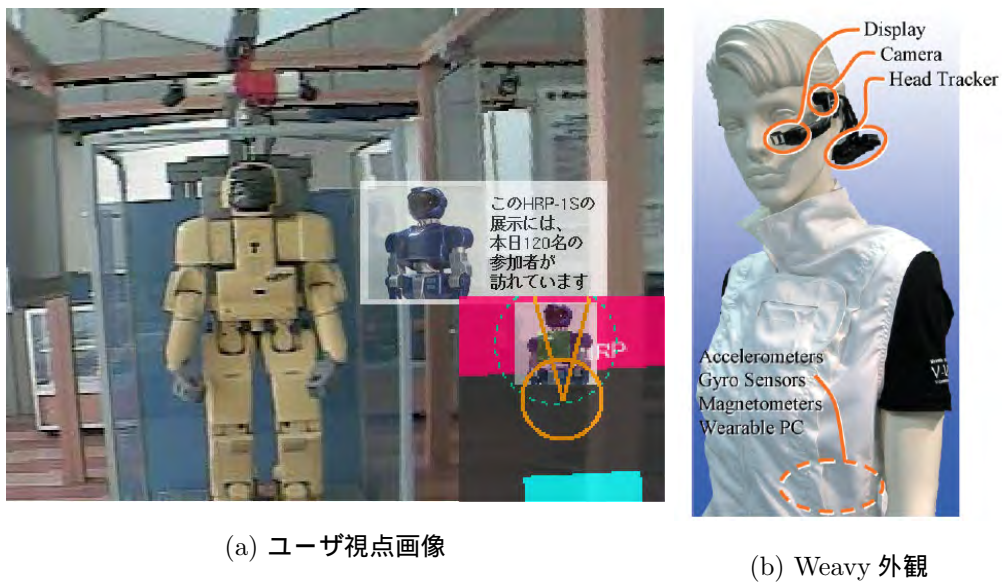 このHRP-1Sの
展示には、
本日120名の
参加者が
訪れています
RP
Display
Camera
Head Tracker
Accelerometers
Gyro Sensors
Magnetometers
Wearable PC
(a) ユーザ視点画像
(b) Weavy 外観